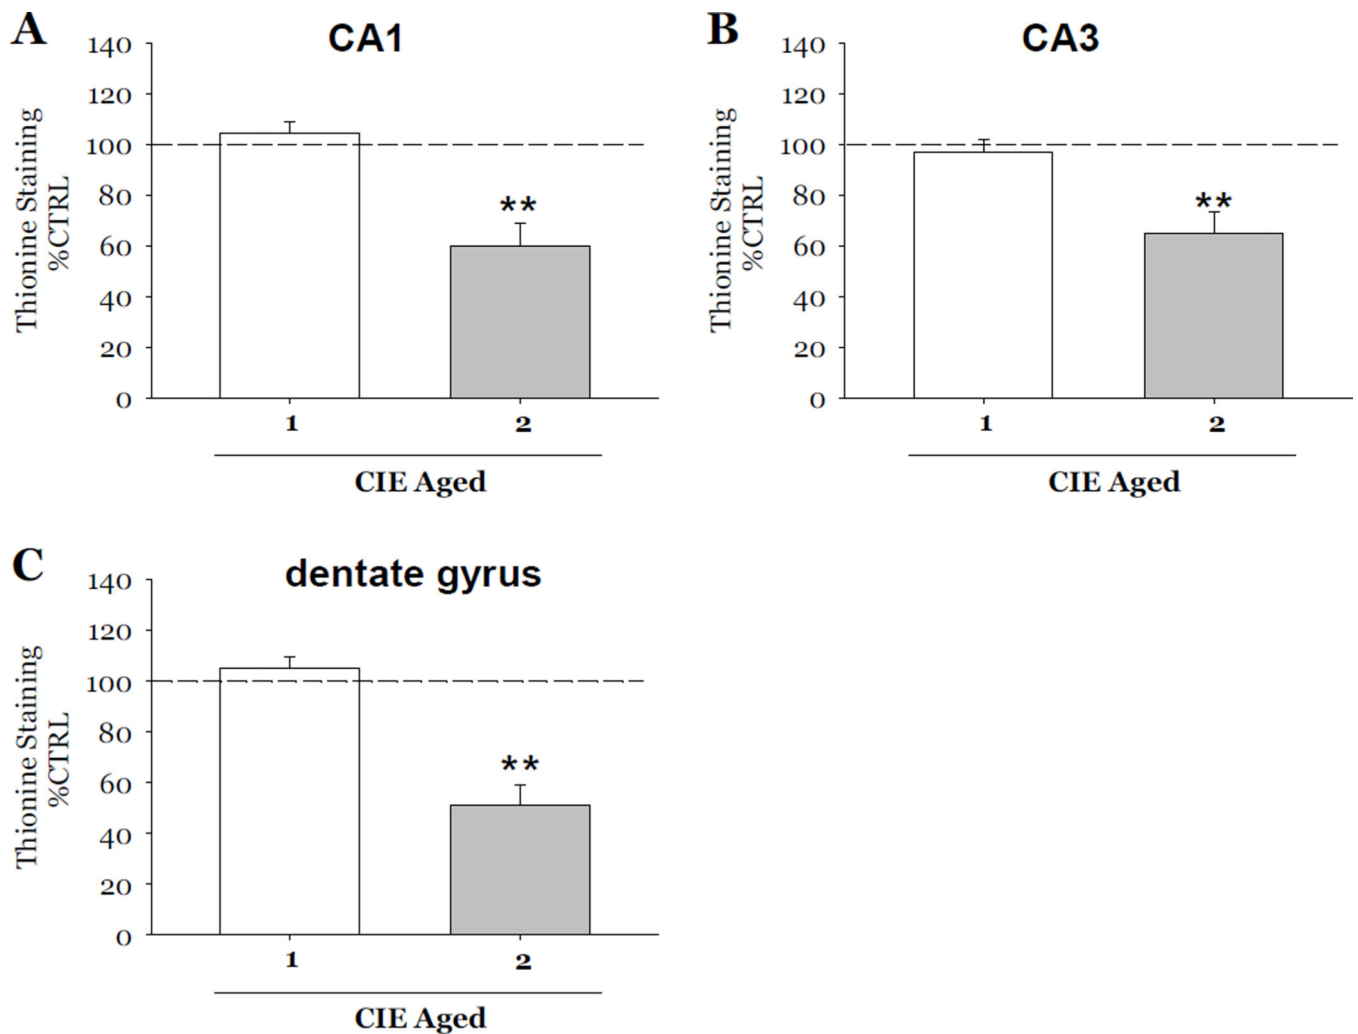 A
CA1
140
120
100
80
60
40
20
0
Thionine Staining
%CTRL
**
1
2
CIE Aged
B
CA3
140
120
100
80
60
40
20
0
Thionine Staining
%CTRL
**
1
2
CIE Aged
C
dentate gyrus
140
120
100
80
60
40
20
0
Thionine Staining
%CTRL
**
1
2
CIE Aged